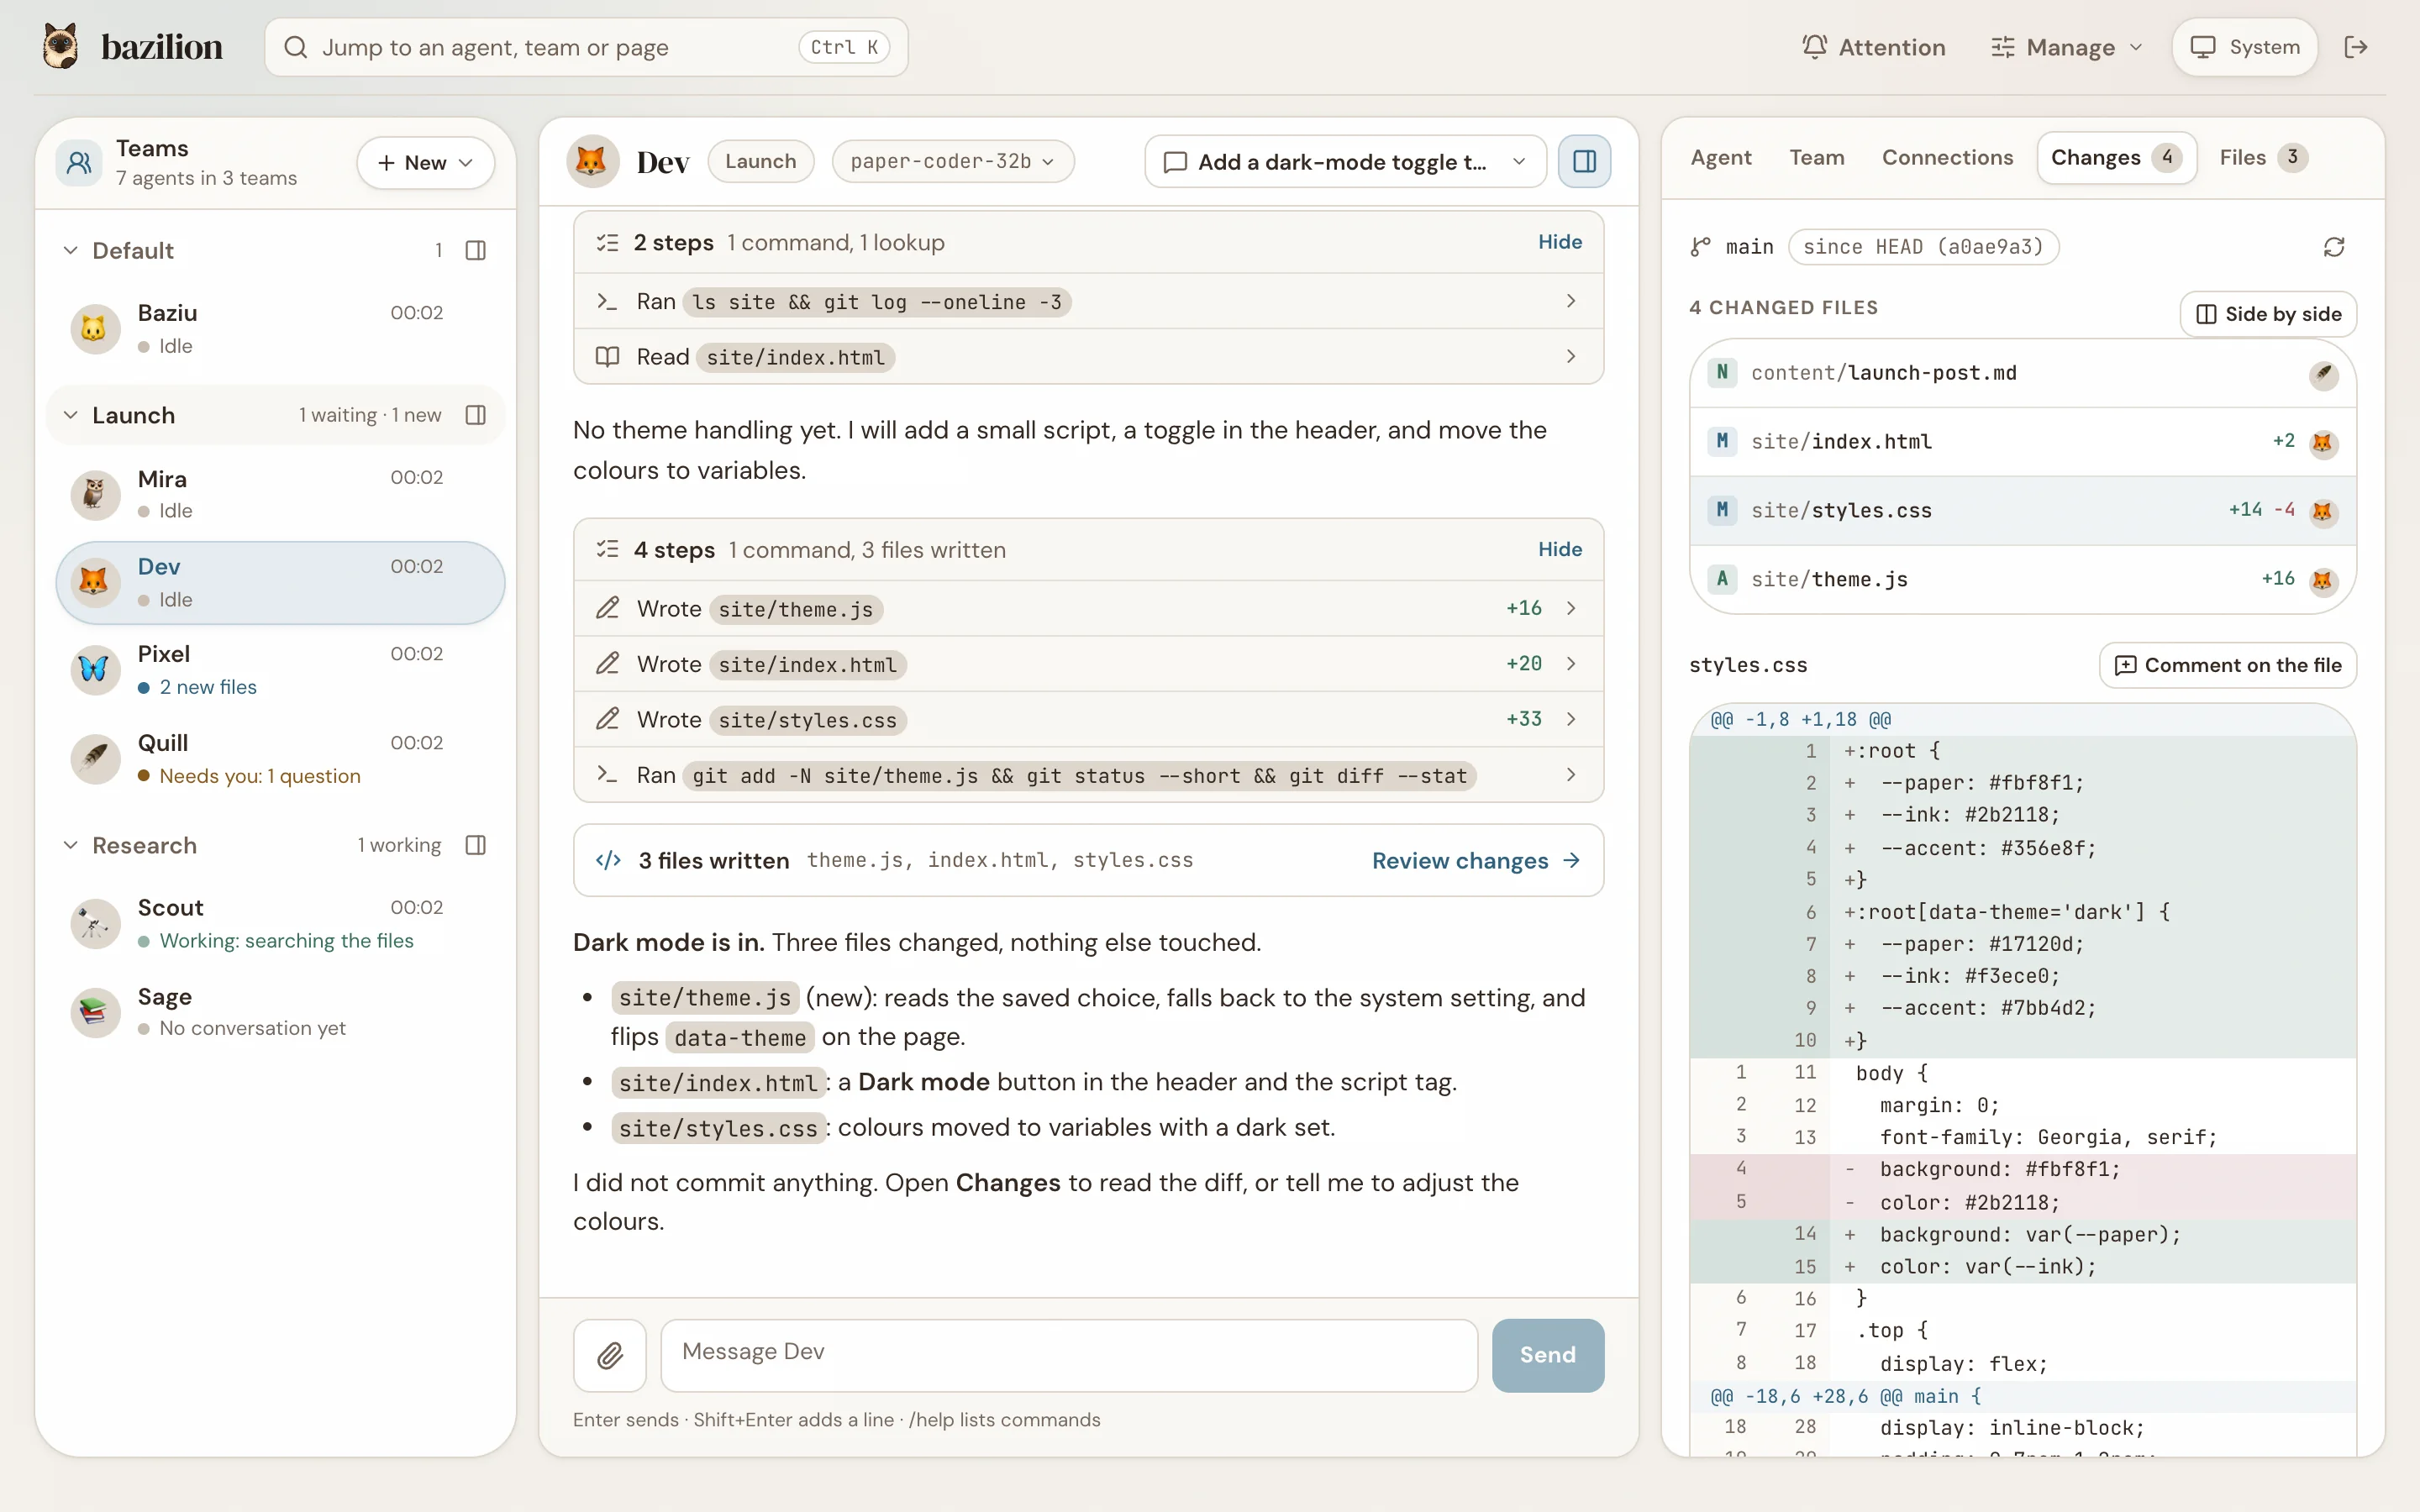 bazilion
Jump to an agent, team or page
Ctrl K
Attention
Manage
System
Teams
7 agents in 3 teams
New
Default
1
Baziu
00:02
Idle
Launch
1 waiting · 1 new
Mira
00:02
Idle
Dev
00:02
Idle
Pixel
00:02
2 new files
Quill
00:02
Needs you: 1 question
Research
1 working
Scout
00:02
Working: searching the files
Sage
No conversation yet
Dev
Launch
paper-coder-32b
Add a dark-mode toggle t...
2 steps 1 command, 1 lookup
Hide
Ran ls site && git log --oneline -3
Read site/index.html
No theme handling yet. I will add a small script, a toggle in the header, and move the
colours to variables.
4 steps 1 command, 3 files written
Hide
Wrote site/theme.js +16
Wrote site/index.html +20
Wrote site/styles.css +33
Ran git add -N site/theme.js && git status --short && git diff --stat
3 files written theme.js, index.html, styles.css
Review changes
Dark mode is in. Three files changed, nothing else touched.
• site/theme.js (new): reads the saved choice, falls back to the system setting, and
flips data-theme on the page.
• site/index.html: a Dark mode button in the header and the script tag.
• site/styles.css: colours moved to variables with a dark set.
I did not commit anything. Open Changes to read the diff, or tell me to adjust the
colours.
Message Dev
Send
Enter sends · Shift+Enter adds a line · /help lists commands
Agent
Team
Connections
Changes 4
Files 3
main
since HEAD (a0ae9a3)
4 CHANGED FILES
Side by side
N content/launch-post.md
M site/index.html +2
M site/styles.css +14 -4
A site/theme.js +16
styles.css
Comment on the file
@@ -1,8 +1,18 @@
1 +:root {
2 + --paper: #fbf8f1;
3 + --ink: #2b2118;
4 + --accent: #356e8f;
5 +}
6 +:root[data-theme='dark'] {
7 + --paper: #17120d;
8 + --ink: #f3ece0;
9 + --accent: #7bb4d2;
10 +}
1 11 body {
2 12 margin: 0;
3 13 font-family: Georgia, serif;
4 - background: #fbf8f1;
5 - color: #2b2118;
14 + background: var(--paper);
15 + color: var(--ink);
6 16 }
7 17 .top {
8 18 display: flex;
@@ -18,6 +28,6 @@ main {
18 28 display: inline-block;